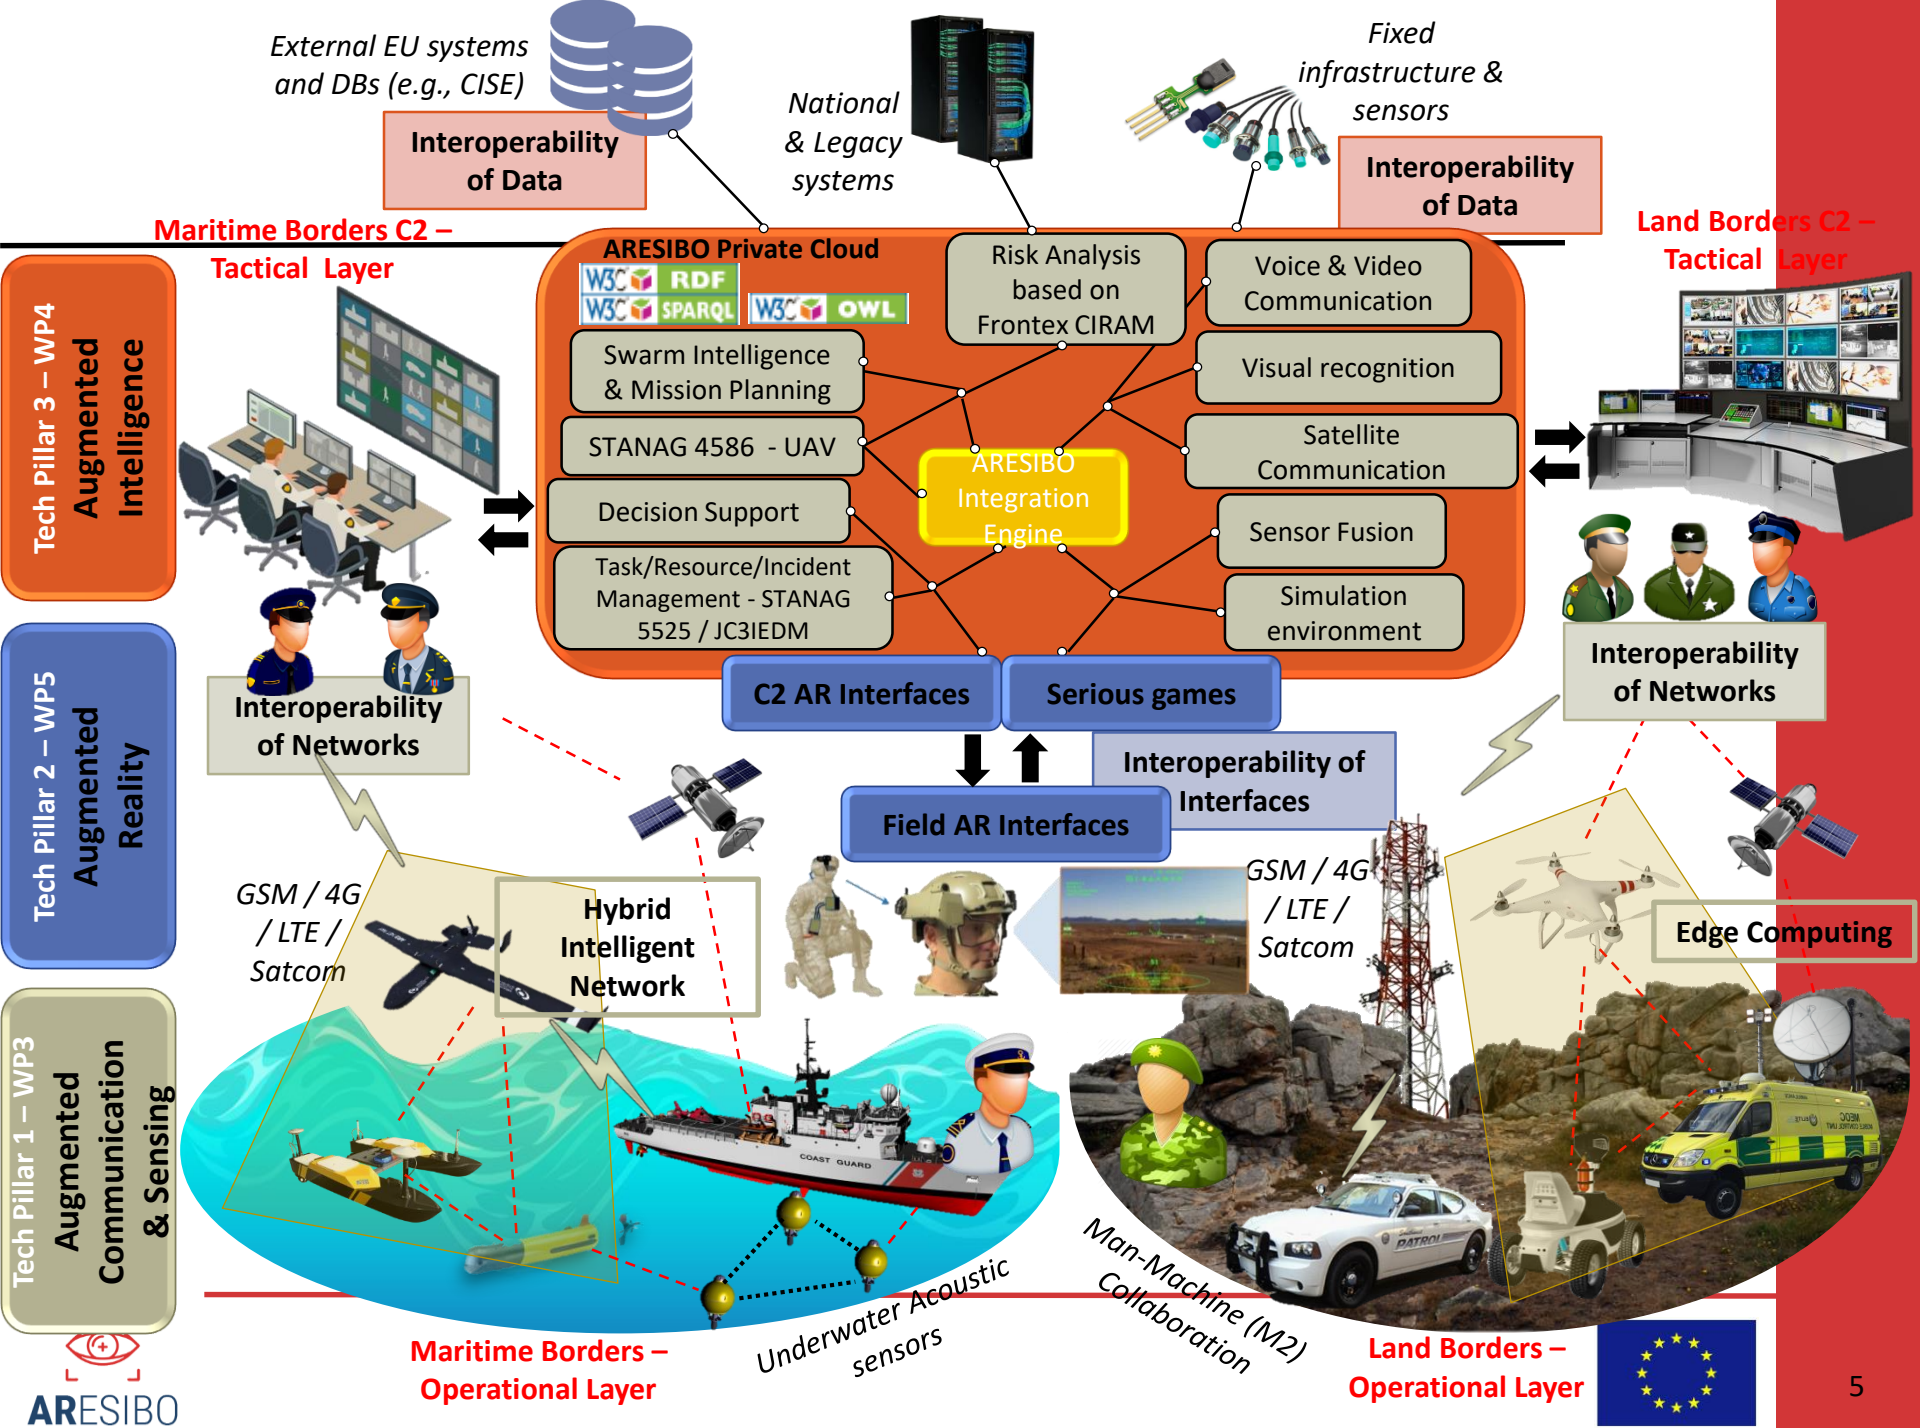 External EU systems
and DBs (e.g., CISE)
Interoperability
of Data
National
& Legacy
systems
Fixed
infrastructure &
sensors
Interoperability
of Data
Maritime Borders C2 –
Tactical Layer
Land Borders C2 –
Tactical Layer
ARESIBO Private Cloud
W3C RDF
W3C SPARQL
W3C OWL
Risk Analysis
based on
Frontex CIRAM
Voice & Video
Communication
Swarm Intelligence
& Mission Planning
Visual recognition
STANAG 4586 - UAV
Satellite
Communication
ARESIBO
Integration
Engine
Decision Support
Sensor Fusion
Task/Resource/Incident
Management - STANAG
5525 / JC3IEDM
Simulation
environment
Tech Pillar 3 – WP4
Augmented
Intelligence
Tech Pillar 2 – WP5
Augmented
Reality
Tech Pillar 1 – WP3
Augmented
Communication
& Sensing
Interoperability
of Networks
Interoperability
of Networks
C2 AR Interfaces
Serious games
Interoperability of
Interfaces
Field AR Interfaces
GSM / 4G
/ LTE /
Satcom
Hybrid
Intelligent
Network
GSM / 4G
/ LTE /
Satcom
Edge Computing
COAST GUARD
PATROL
MEOC
Underwater Acoustic
sensors
Man-Machine (M2)
Collaboration
Maritime Borders –
Operational Layer
Land Borders –
Operational Layer
ARESIBO
5